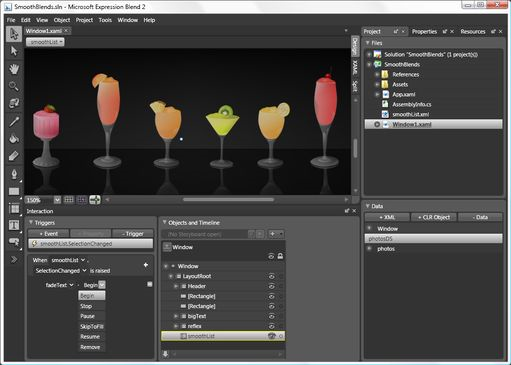 SmoothBlends.sln - Microsoft Expression Blend 2
File Edit View Object Project Tools Window Help
Window1.xaml ×
smoothList
Design
XAML
Split
150%
Project × Properties × Resources ×
Files
Solution "SmoothBlends" (1 project(s))
SmoothBlends
References
Assets
App.xaml
AssemblyInfo.cs
smoothList.xml
Window1.xaml
Interaction
Triggers
+ Event + Property - Trigger
smoothList.SelectionChanged
When smoothList ,
SelectionChanged is raised
fadeText . Begin
Begin
Stop
Pause
SkipToFill
Resume
Remove
Objects and Timeline
(No Storyboard open)
Window
Window
LayoutRoot
Header
[Rectangle]
[Rectangle]
bigText
reflex
smoothList
Data
+ XML + CLR Object - Data
Window
photosDS
photos